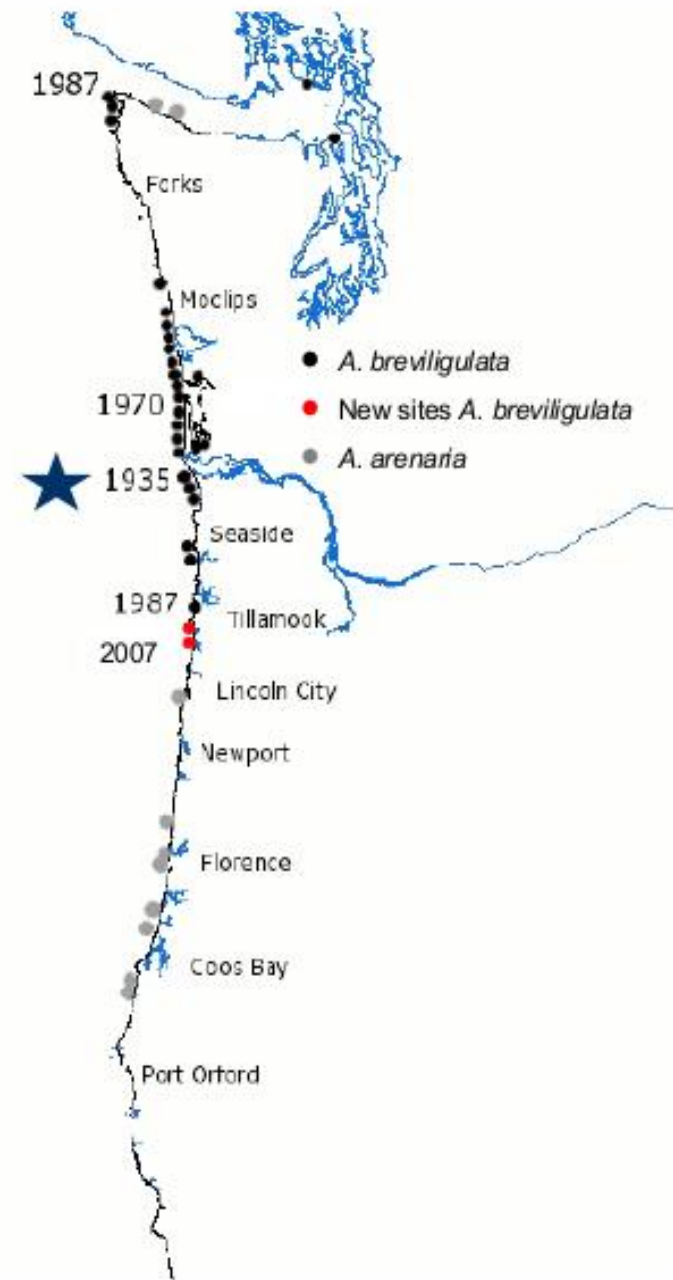 1987
Forks
Moclips
A. breviligulata
1970
New sites A. breviligulata
A. arenaria
1935
Seaside
1987
Tillamook
2007
Lincoln City
Newport
Florence
Coos Bay
Port Orford